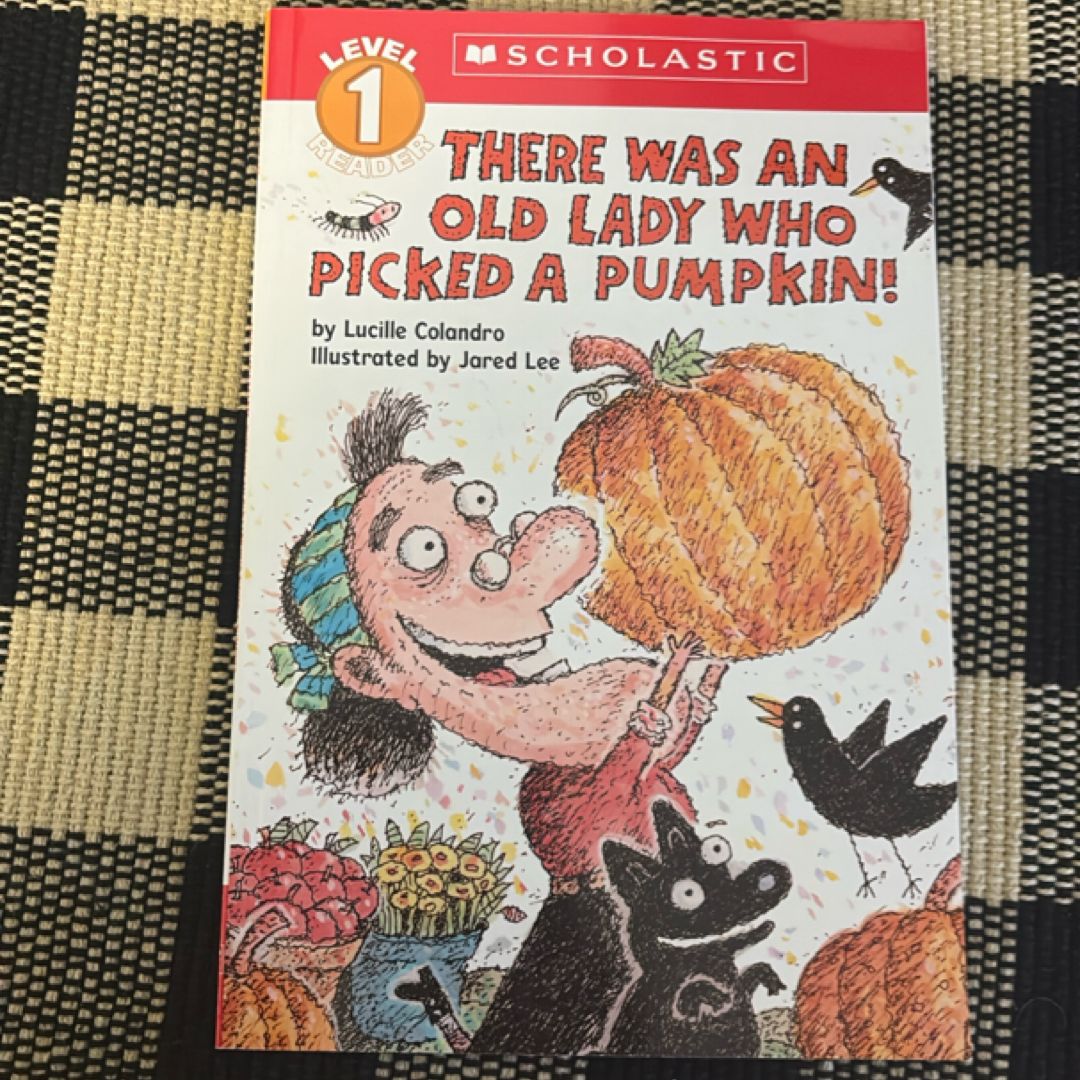 LEVEL
1
READER
SCHOLASTIC
THERE WAS AN
OLD LADY WHO
PICKED A PUMPKIN!
by Lucille Colandro
Illustrated by Jared Lee